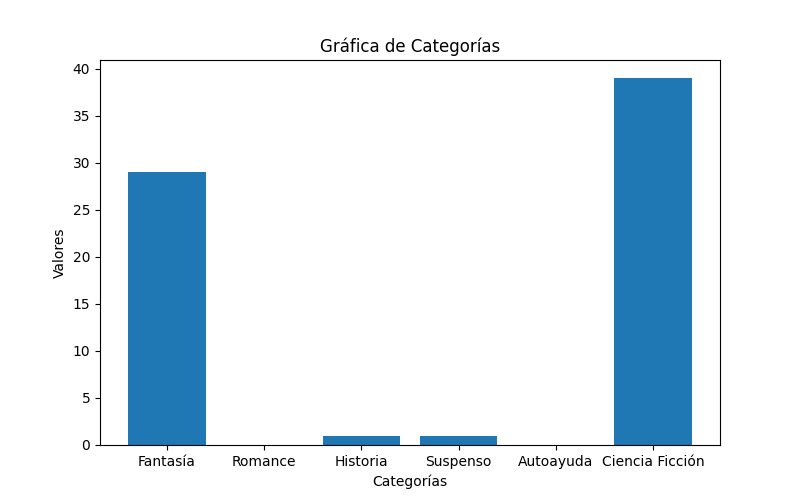 Gráfica de Categorías
40
35
30
25
20
15
10
5
0
Valores
Fantasía Romance Historia Suspenso Autoayuda Ciencia Ficción
Categorías